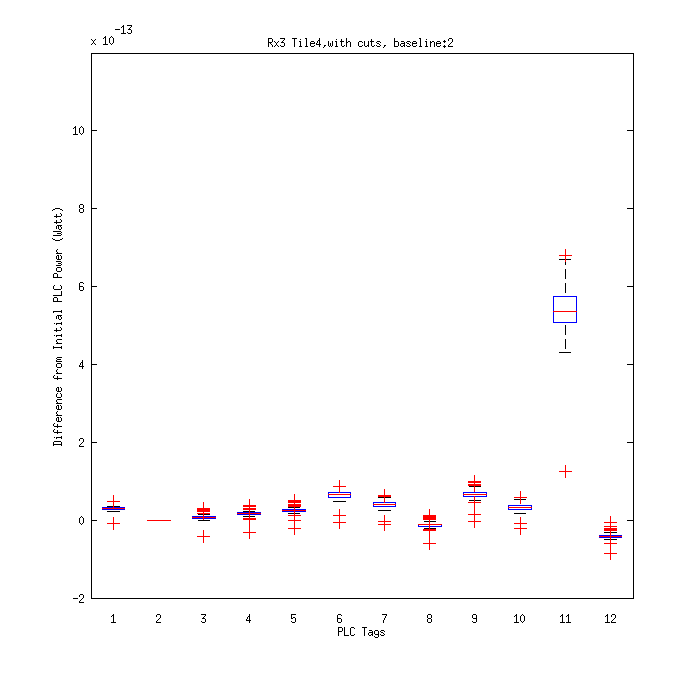 x 10
-13
Rx3 Tile4,with cuts, baseline:2
10
8
6
4
2
0
-2
Difference from Initial PLC Power (Watt)
1 2 3 4 5 6 7 8 9 10 11 12
PLC Tags